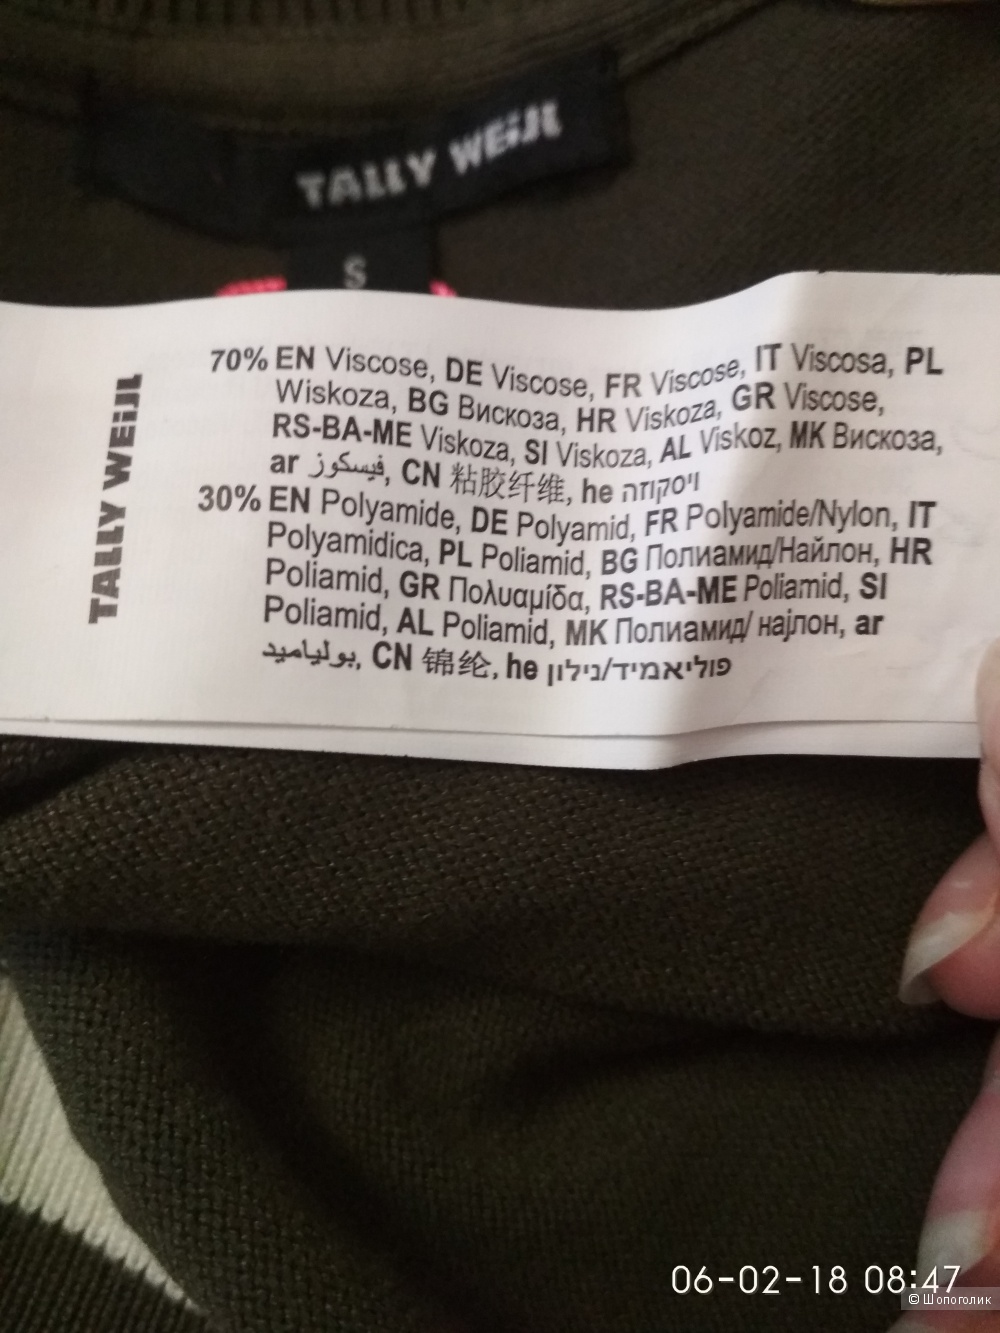 TALLY WEiJL
S
TALLY WEiJL
70% EN Viscose, DE Viscose, FR Viscose, IT Viscosa, PL
Wiskoza, BG Вискоза, HR Viskoza, GR Viscose,
RS-BA-ME Viskoza, SI Viskoza, AL Viskoz, MK Вискоза,
ar فيسكوز, CN 粘胶纤维, he ויסקוזה
30% EN Polyamide, DE Polyamid, FR Polyamide/Nylon, IT
Polyamidica, PL Poliamid, BG Полиамид/Найлон, HR
Poliamid, GR Πολυαμίδα, RS-BA-ME Poliamid, SI
Poliamid, AL Poliamid, MK Полиамид/ најлон, ar
بولياميد, CN 锦纶, he פוליאמיד/נילון
06-02-18 08:47
© Шопоголик